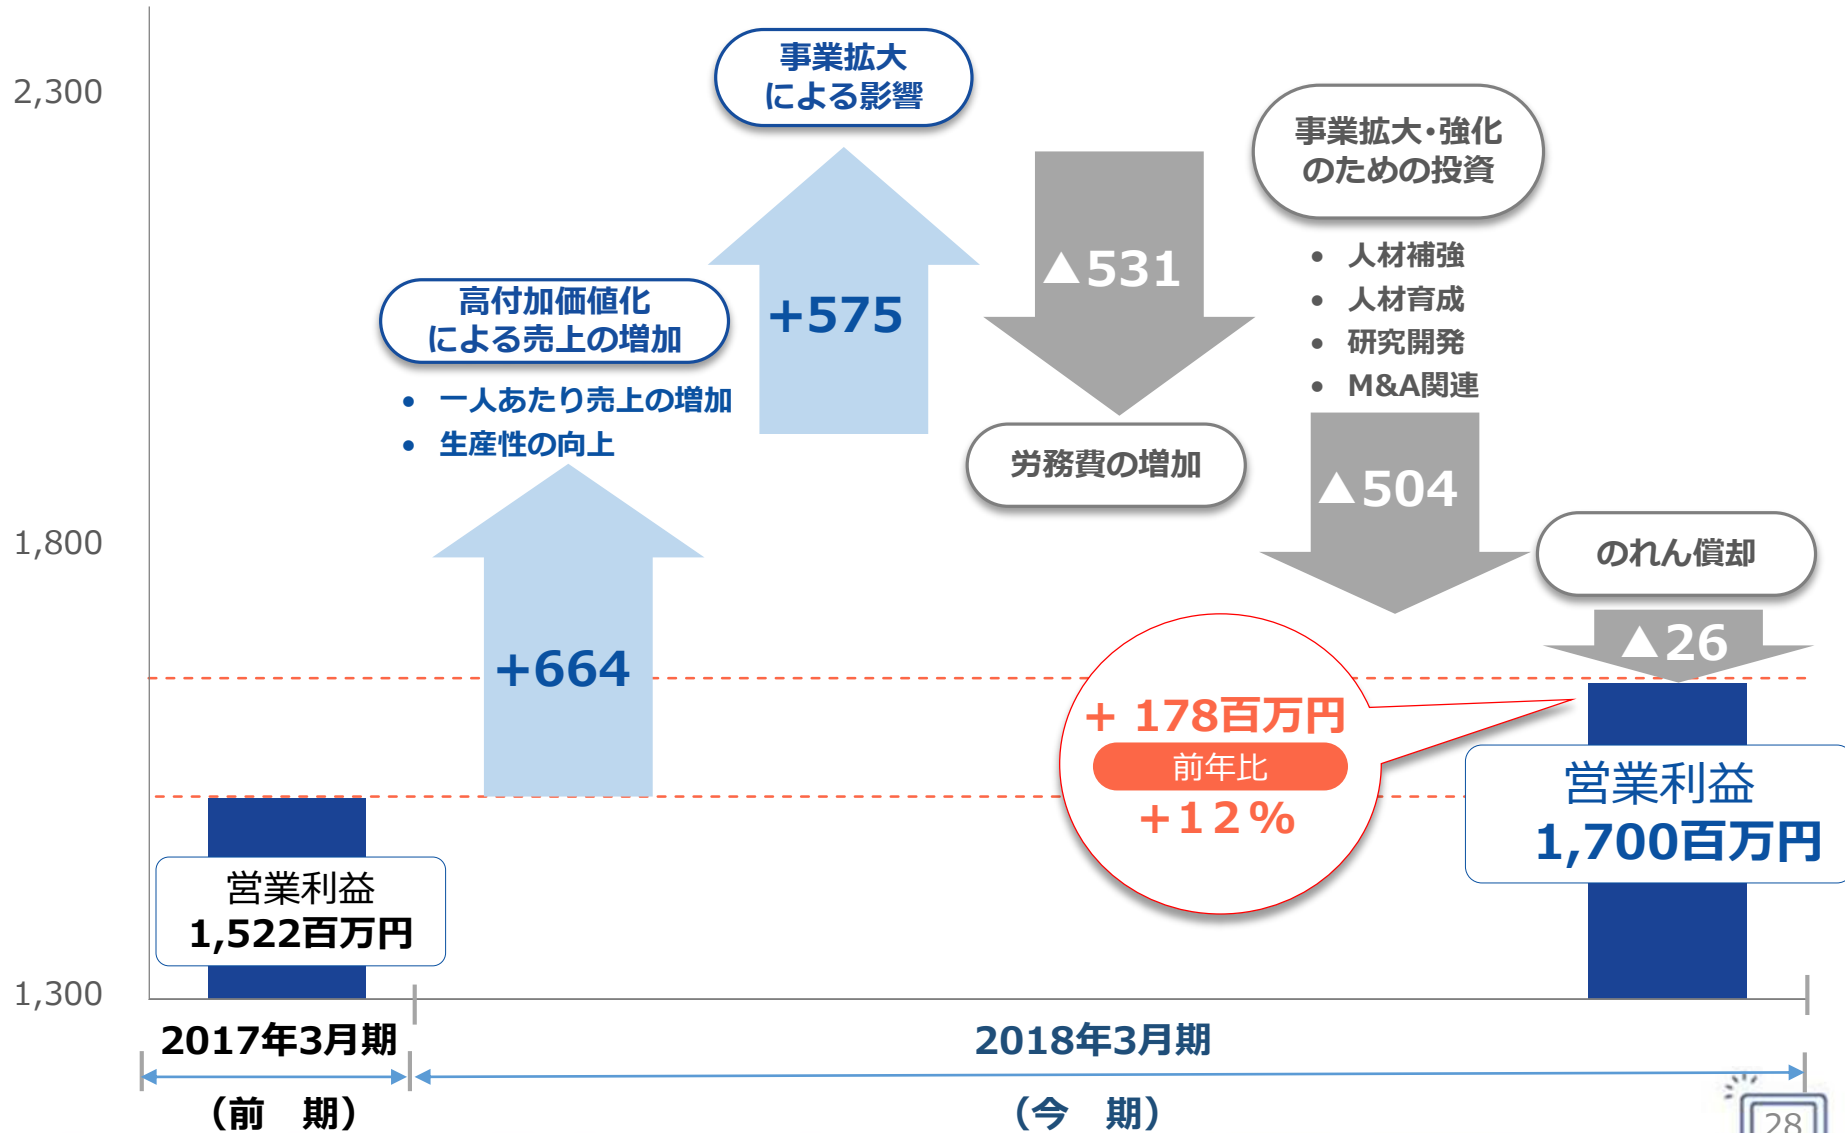 2,300
1,800
1,300
事業拡大
による影響
+575
高付加価値化
による売上の増加
• 一人あたり売上の増加
• 生産性の向上
+664
▲531
労務費の増加
事業拡大・強化
のための投資
• 人材補強
• 人材育成
• 研究開発
• M&A関連
▲504
のれん償却
▲26
+ 178百万円
前年比
+12%
営業利益
1,522百万円
営業利益
1,700百万円
2017年3月期
(前 期)
2018年3月期
(今 期)
28